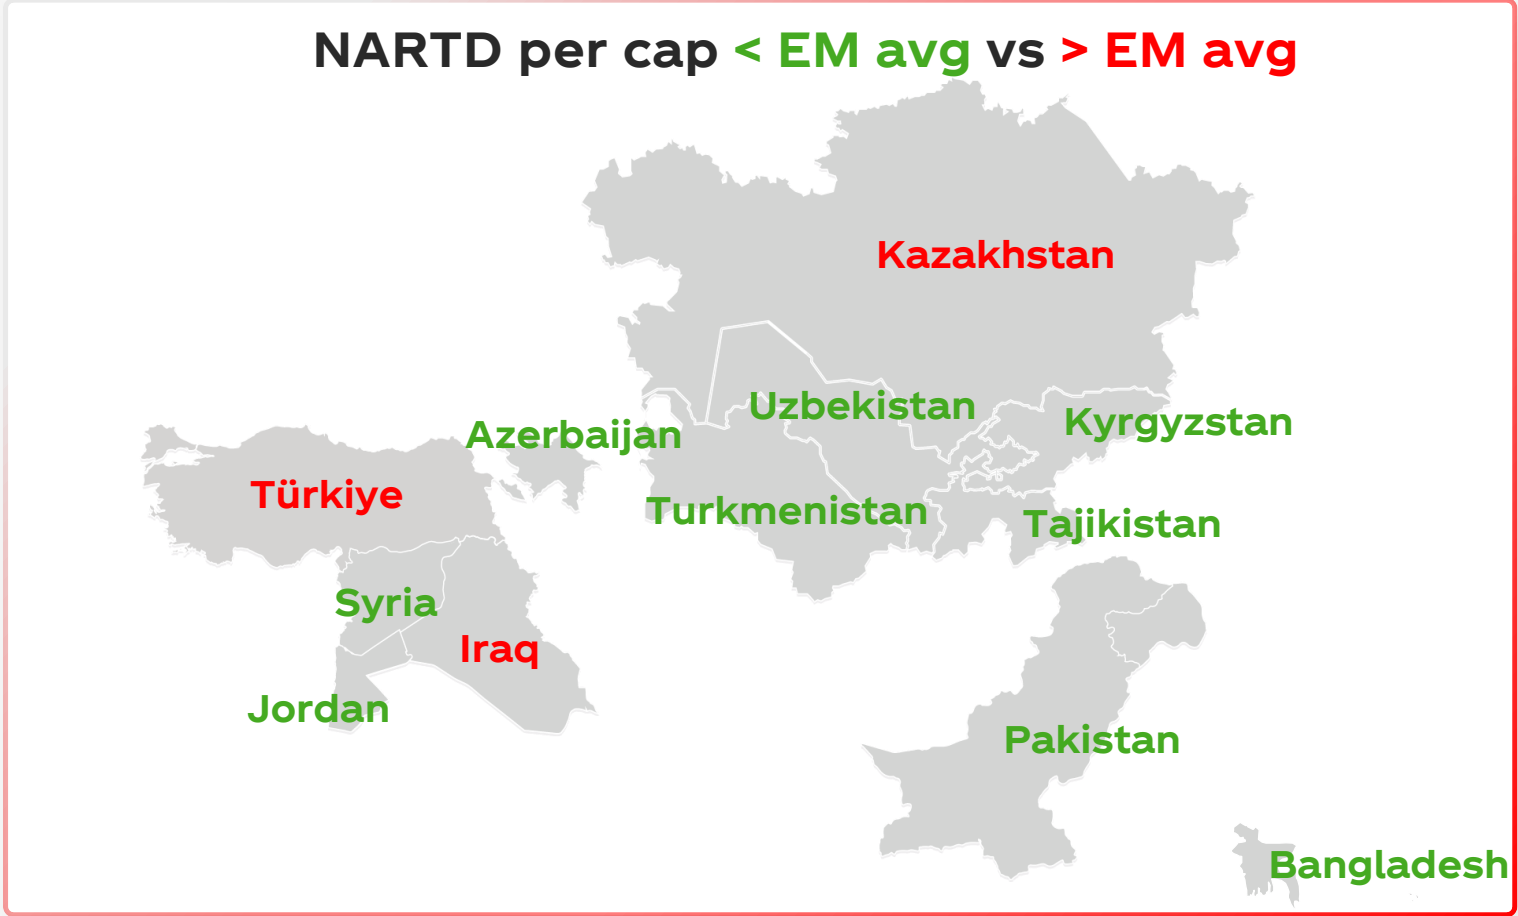 NARTD per cap < EM avg vs > EM avg
Kazakhstan
Uzbekistan
Kyrgyzstan
Azerbaijan
Türkiye
Turkmenistan
Tajikistan
Syria
Iraq
Jordan
Pakistan
Bangladesh